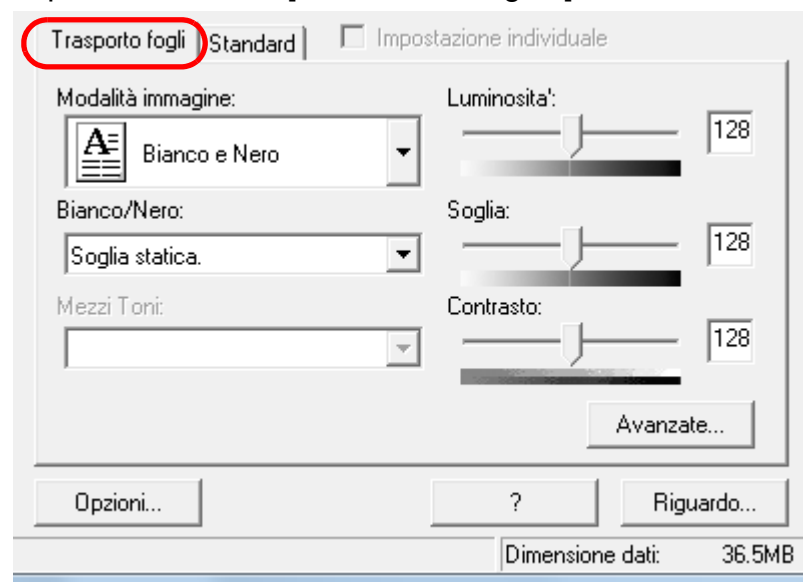 Trasporto fogli Standard Impostazione individuale
Modalità immagine: Luminosita':
A Bianco e Nero 128
Bianco/Nero: Soglia:
Soglia statica. 128
Mezzi Toni: Contrasto:
128
Avanzate...
Opzioni... ? Riguardo...
Dimensione dati: 36.5MB